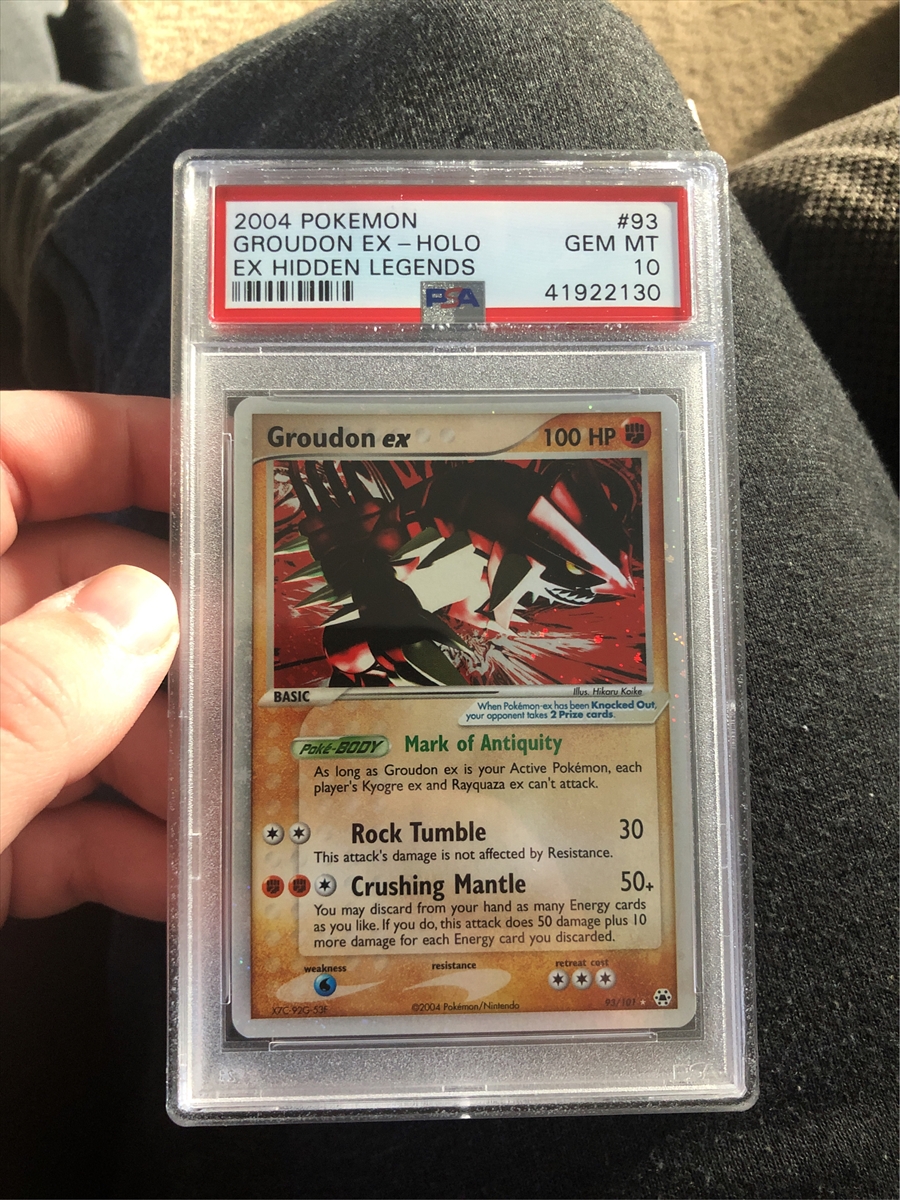 2004 POKEMON #93
GROUDON EX – HOLO GEM MT
EX HIDDEN LEGENDS 10
PSA 41922130
Groudon ex 100 HP
BASIC Illus. Hikaru Koike
When Pokémon-ex has been Knocked Out,
your opponent takes 2 Prize cards.
Poké-BODY Mark of Antiquity
As long as Groudon ex is your Active Pokémon, each
player's Kyogre ex and Rayquaza ex can't attack.
Rock Tumble 30
This attack's damage is not affected by Resistance.
Crushing Mantle 50+
You may discard from your hand as many Energy cards
as you like. If you do, this attack does 50 damage plus 10
more damage for each Energy card you discarded.
weakness resistance retreat cost
X7C-92G-53F ©2004 Pokémon/Nintendo 93/101